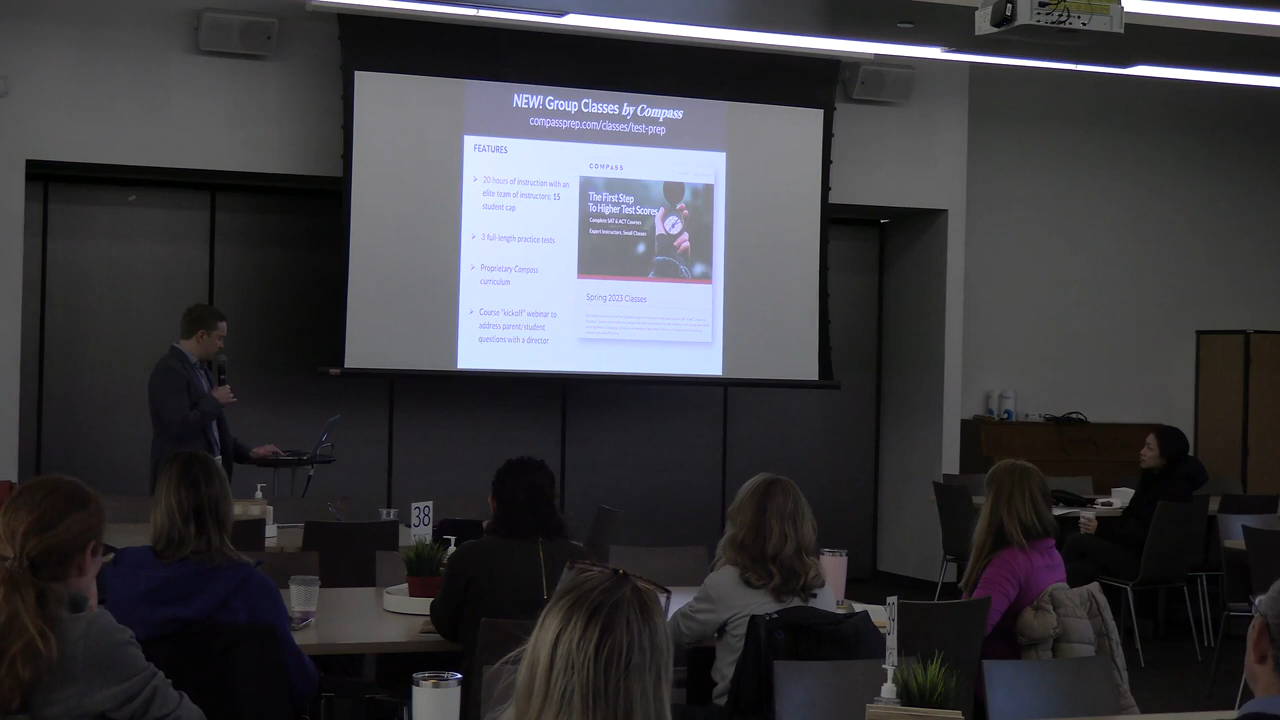 NEW! Group Classes by Compass
compassprep.com/classes/test-prep
FEATURES
20 hours of instruction with an
elite team of instructors, 15
student cap
3 full-length practice tests
Proprietary Compass
curriculum
Course "kickoff" webinar to
address parent/student
questions with a director
COMPASS
The First Step
To Higher Test Scores
Complete SAT & ACT Courses
Expert Instructors, Small Classes
Spring 2023 Classes
38
39